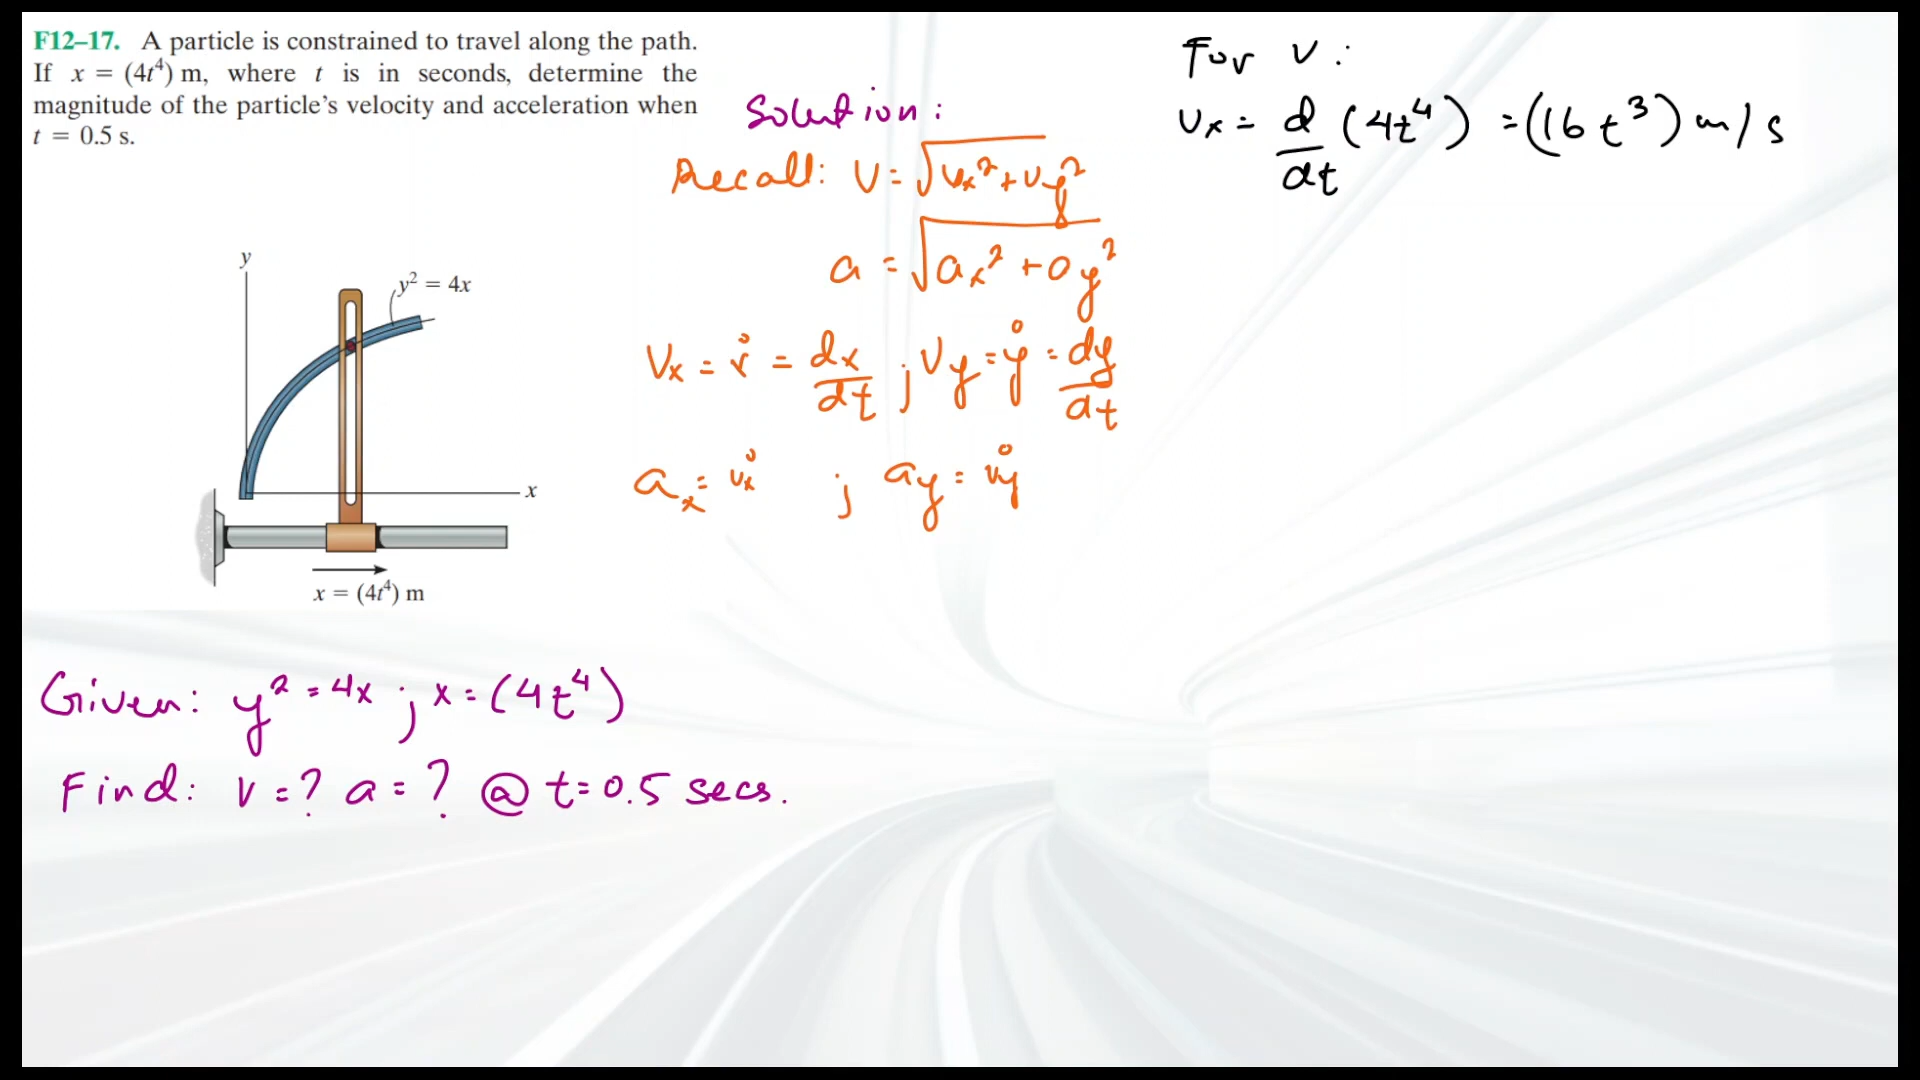 F12–17. A particle is constrained to travel along the path.
If x = (4t⁴) m, where t is in seconds, determine the
magnitude of the particle's velocity and acceleration when
t = 0.5 s.
y
y² = 4x
x
x = (4t⁴) m
Given: y² = 4x ; x = (4t⁴)
Find: v = ? a = ? @ t = 0.5 secs.
Solution:
Recall: V = √vx² + vy²
a = √ax² + ay²
Vx = ẋ = dx/dt ; Vy = ẏ = dy/dt
ax = v̇x ; ay = v̇y
For v:
Vx = d/dt (4t⁴) = (16t³) m/s